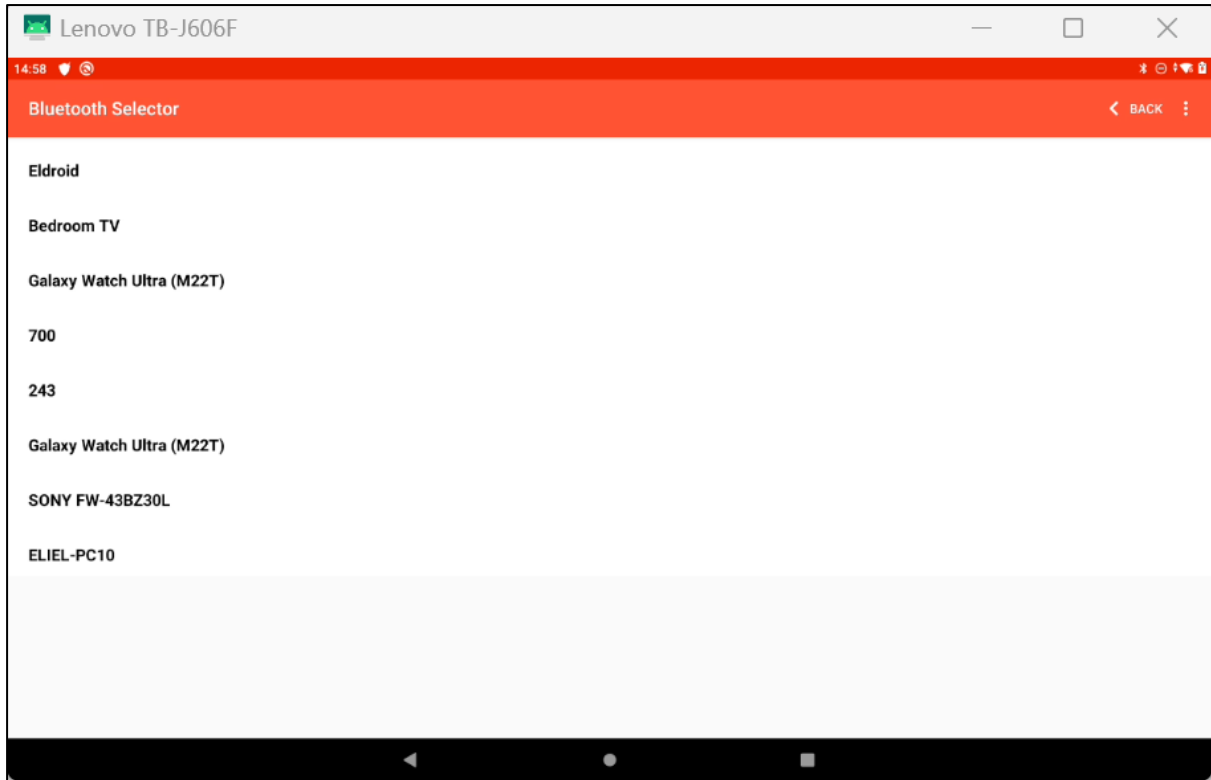 Lenovo TB-J606F
14:58
Bluetooth Selector
BACK
Eldroid
Bedroom TV
Galaxy Watch Ultra (M22T)
700
243
Galaxy Watch Ultra (M22T)
SONY FW-43BZ30L
ELIEL-PC10